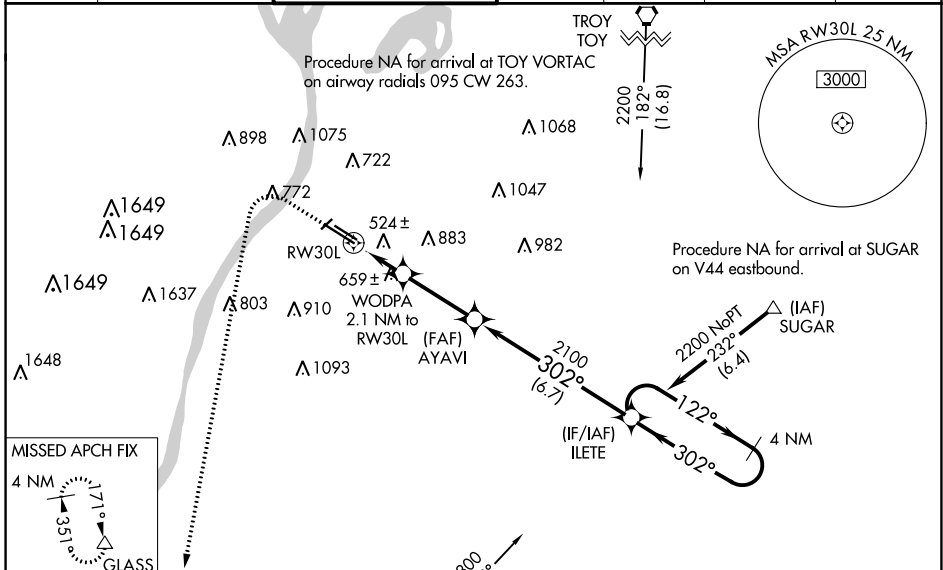 TROY
TOY
Procedure NA for arrival at TOY VORTAC
on airway radials 095 CW 263.
MSA RW30L 25 NM
3000
2200
182°
(16.8)
898
1075
722
1068
772
1047
1649
1649
524 ±
883
982
RW30L
Procedure NA for arrival at SUGAR
on V44 eastbound.
1649
1637
803
910
659 ±
WODPA
2.1 NM to
RW30L
(FAF)
AYAVI
(IAF)
SUGAR
2200 NoPT
232°
(6.4)
1648
1093
2100
302°
(6.7)
122°
302°
4 NM
(IF/IAF)
ILETE
MISSED APCH FIX
4 NM
171°
351°
GLASS